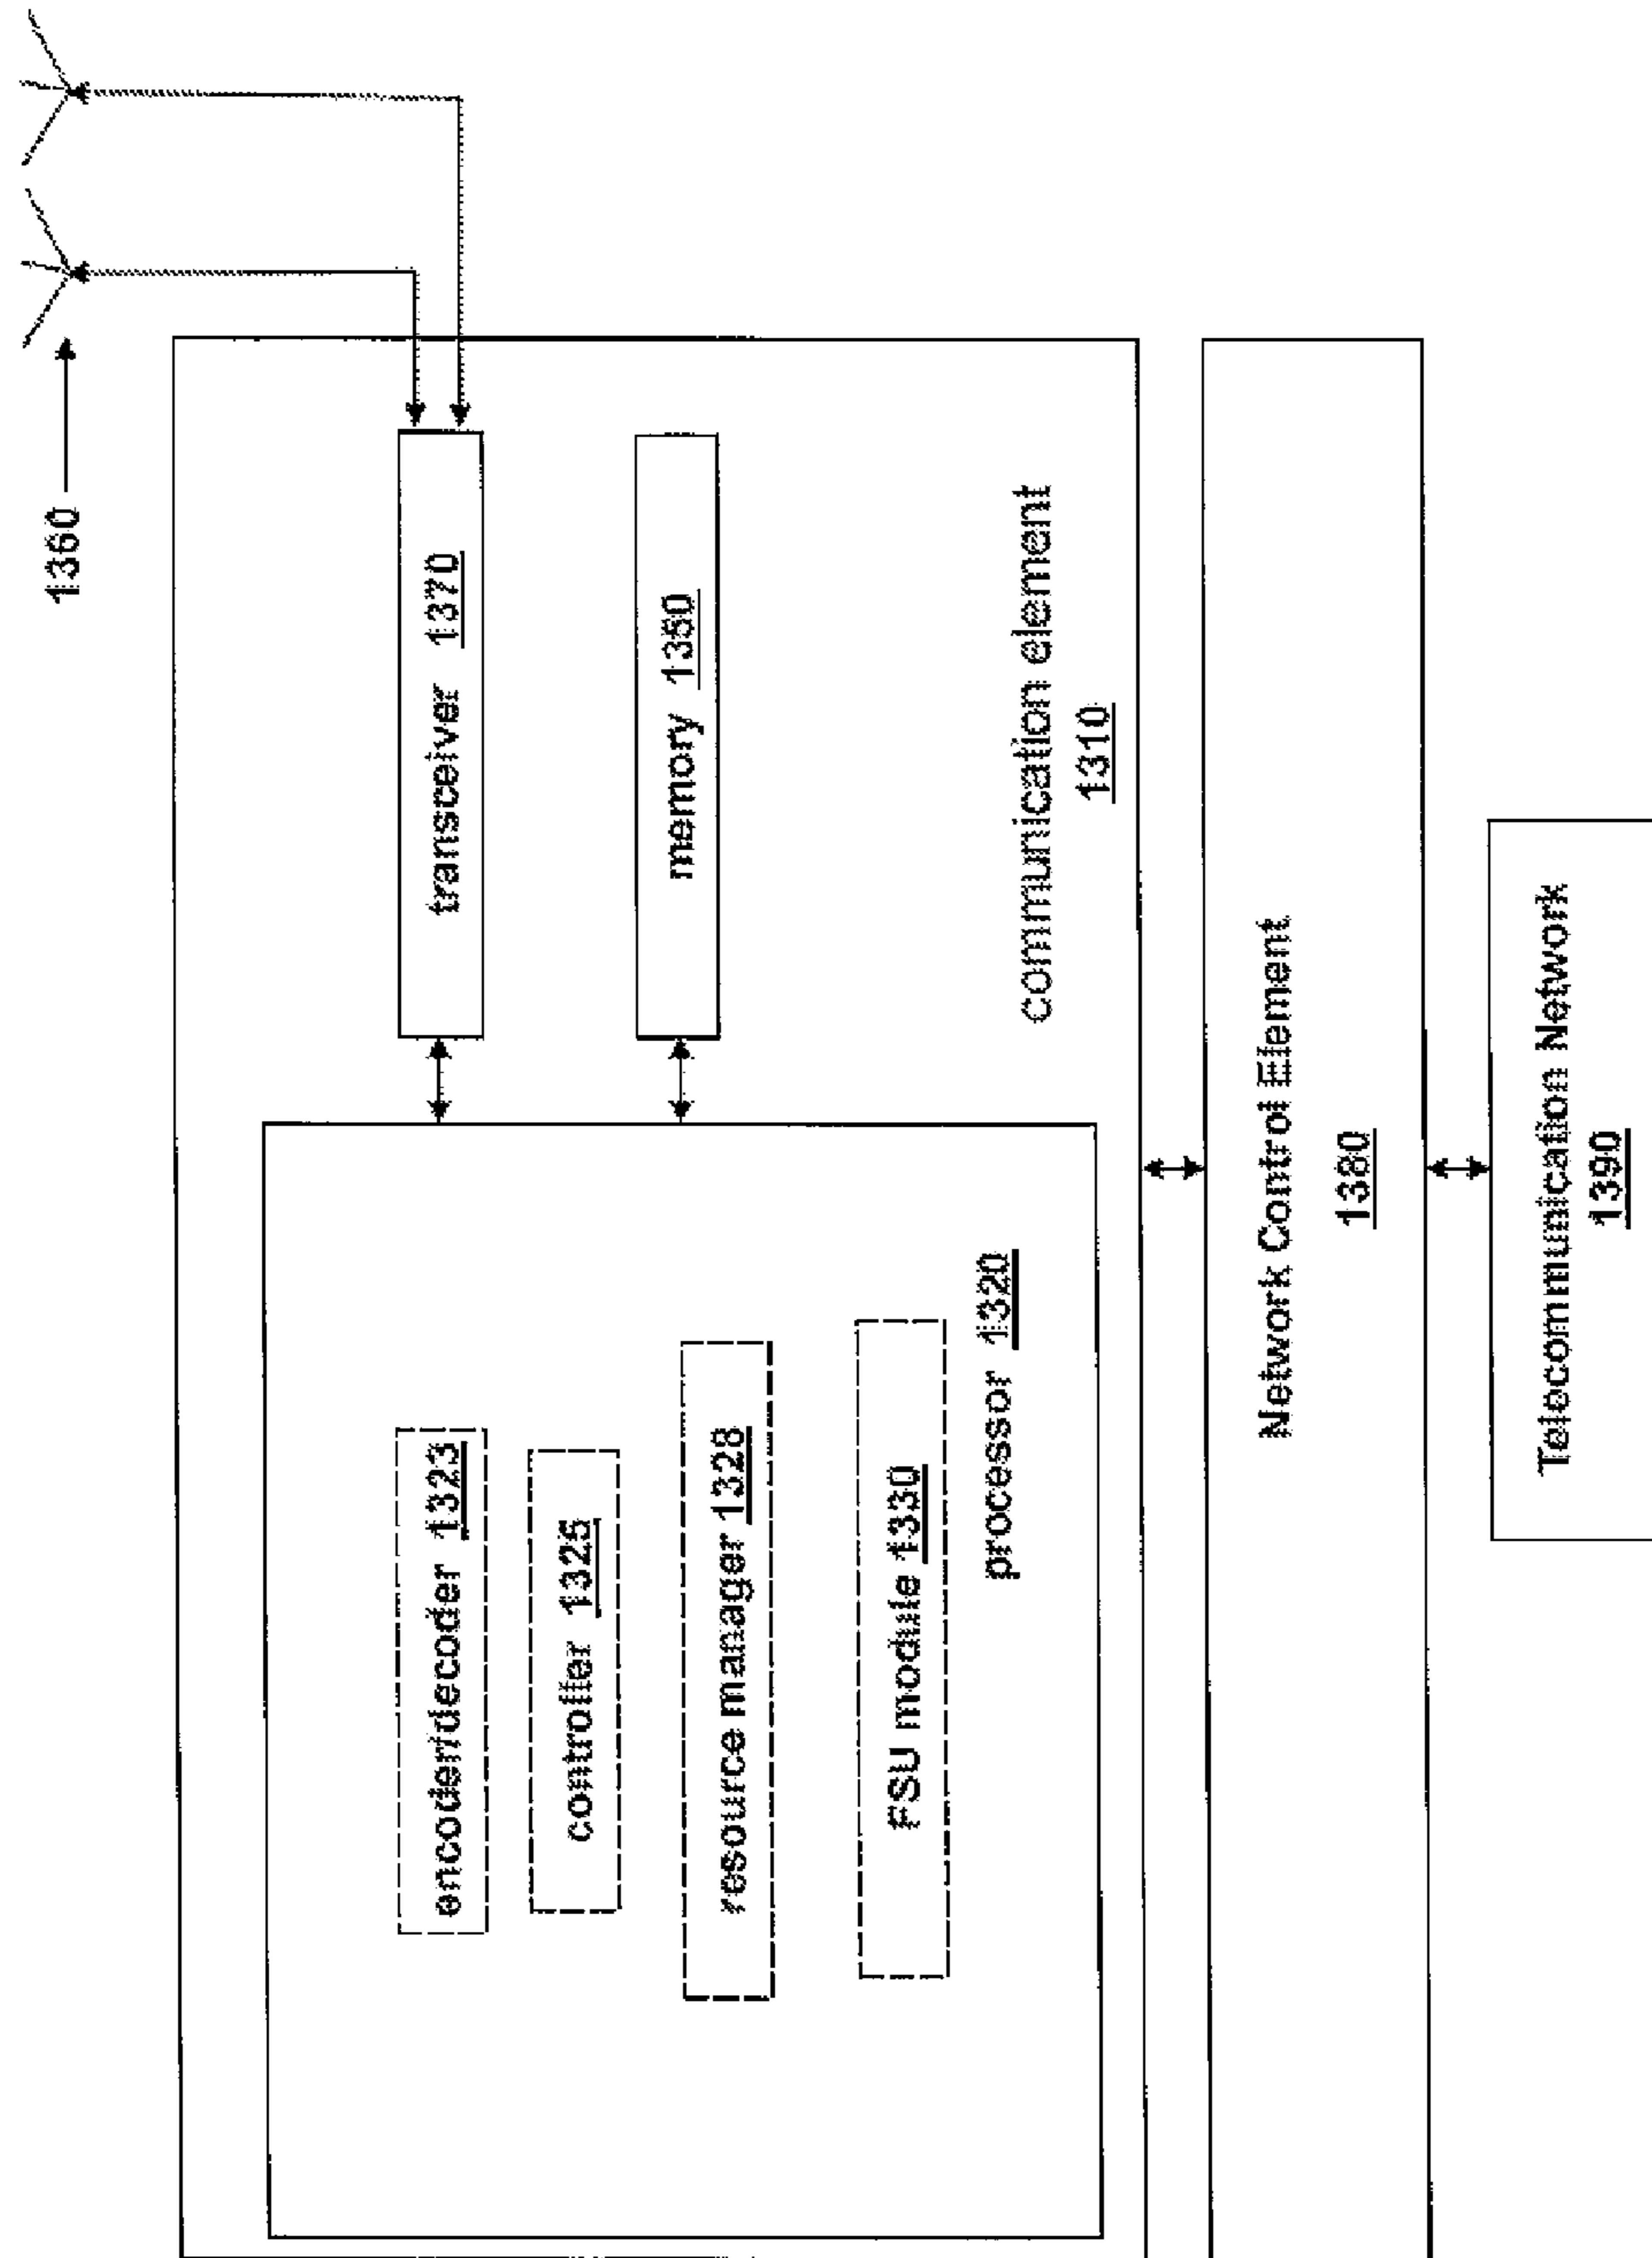 1360
encoder/decoder 1323
transceiver 1370
controller 1325
memory 1350
resource manager 1328
FSU module 1330
processor 1320
communication element
1310
Network Control Element
1380
Telecommunication Network
1390